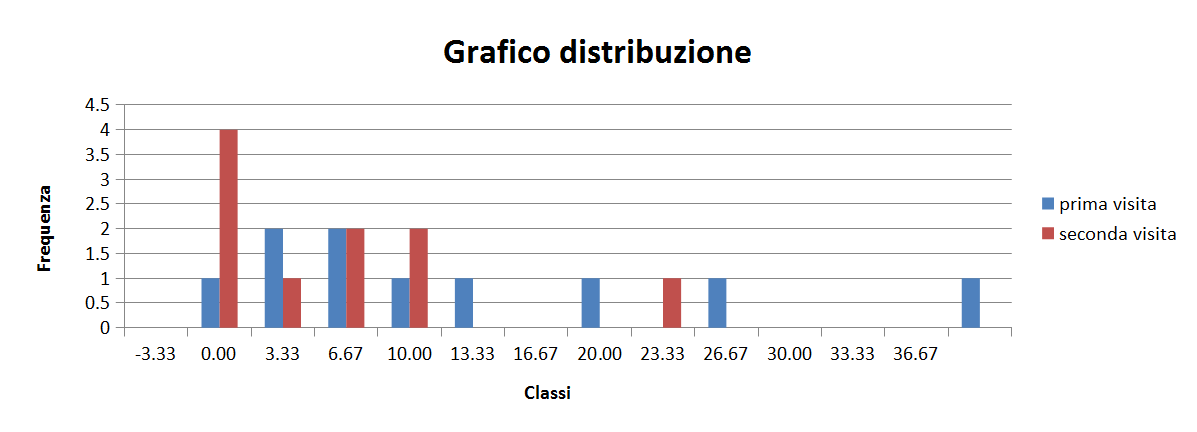 Grafico distribuzione
4.5
4
3.5
3
2.5
2
1.5
1
0.5
0
Frequenza
-3.33 0.00 3.33 6.67 10.00 13.33 16.67 20.00 23.33 26.67 30.00 33.33 36.67
Classi
prima visita
seconda visita